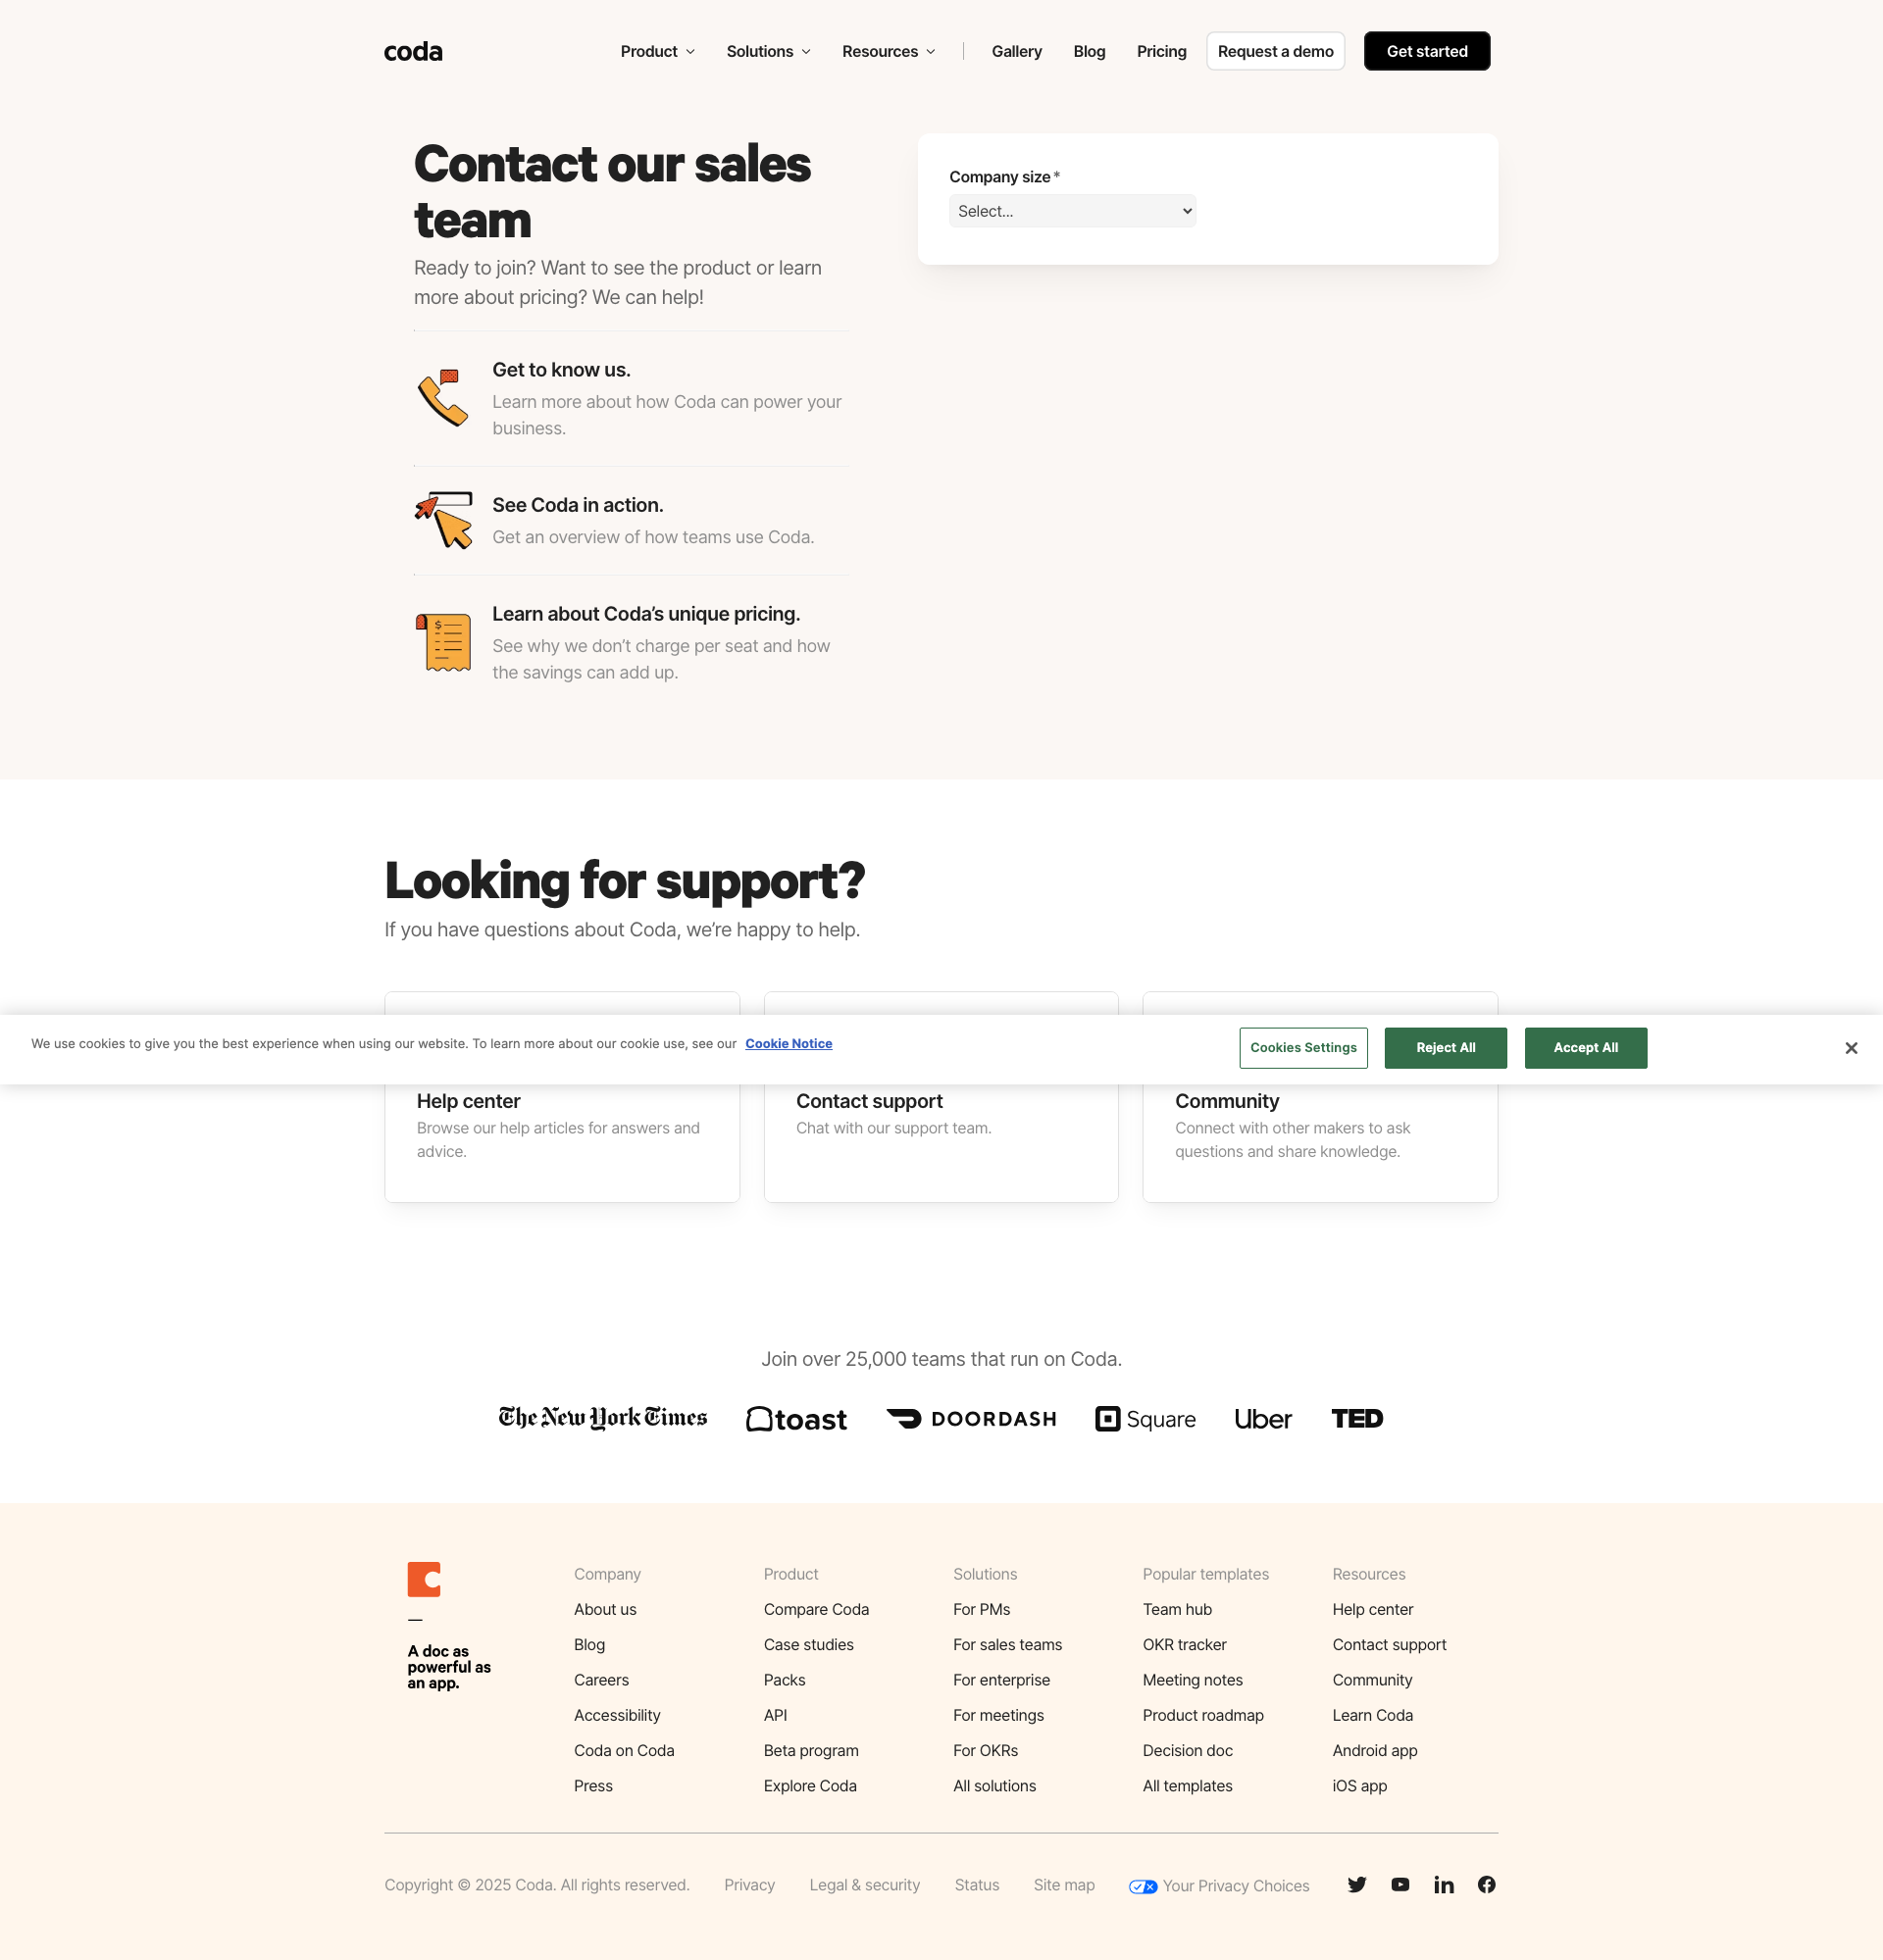 coda
Product
Solutions
Resources
Gallery
Blog
Pricing
Request a demo
Get started
Contact our sales
team
Ready to join? Want to see the product or learn
more about pricing? We can help!
Company size*
Select...
Get to know us.
Learn more about how Coda can power your
business.
See Coda in action.
Get an overview of how teams use Coda.
$
Learn about Coda’s unique pricing.
See why we don’t charge per seat and how
the savings can add up.
Looking for support?
If you have questions about Coda, we’re happy to help.
We use cookies to give you the best experience when using our website. To learn more about our cookie use, see our Cookie Notice
Cookies Settings
Reject All
Accept All
Help center
Browse our help articles for answers and
advice.
Contact support
Chat with our support team.
Community
Connect with other makers to ask
questions and share knowledge.
Join over 25,000 teams that run on Coda.
The New York Times
toast
DOORDASH
Square
Uber
TED
A doc as
powerful as
an app.
Company
About us
Blog
Careers
Accessibility
Coda on Coda
Press
Product
Compare Coda
Case studies
Packs
API
Beta program
Explore Coda
Solutions
For PMs
For sales teams
For enterprise
For meetings
For OKRs
All solutions
Popular templates
Team hub
OKR tracker
Meeting notes
Product roadmap
Decision doc
All templates
Resources
Help center
Contact support
Community
Learn Coda
Android app
iOS app
Copyright © 2025 Coda. All rights reserved.
Privacy
Legal & security
Status
Site map
Your Privacy Choices